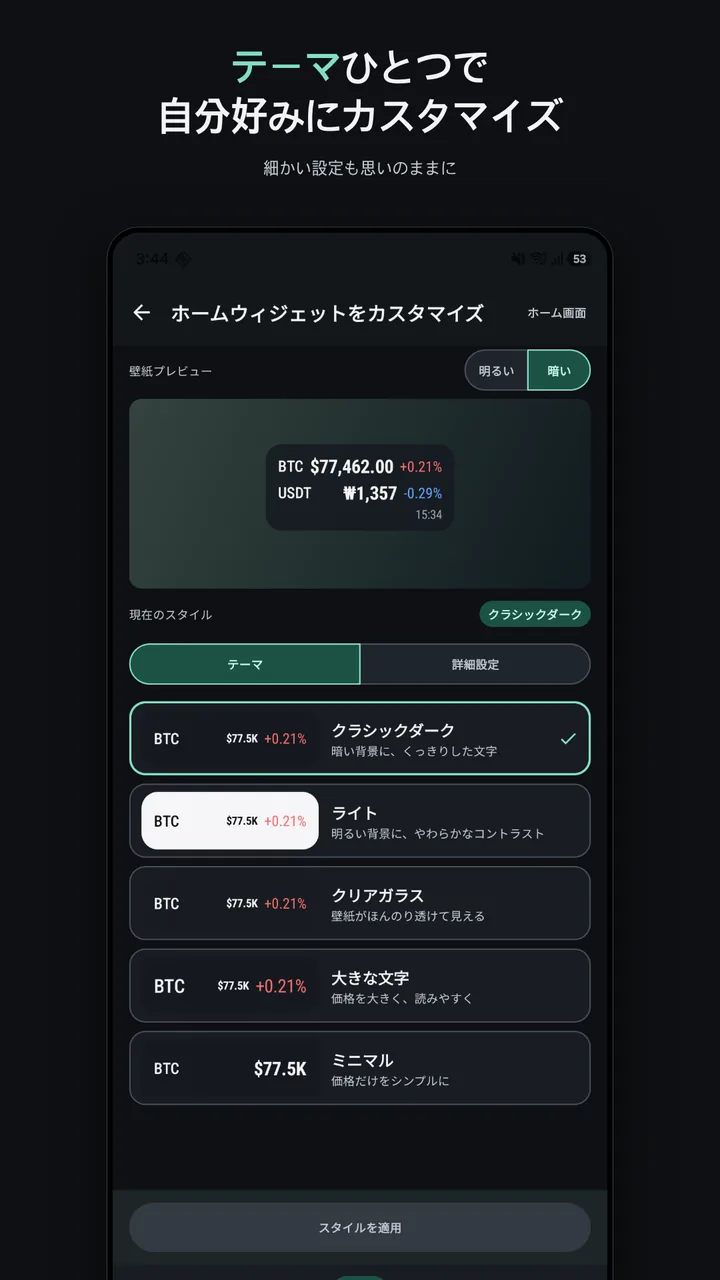 テーマひとつで
自分好みにカスタマイズ
細かい設定も思いのままに
3:44
53
ホームウィジェットをカスタマイズ
ホーム画面
壁紙プレビュー
明るい
暗い
BTC $77,462.00 +0.21%
USDT ₩1,357 -0.29%
15:34
現在のスタイル
クラシックダーク
テーマ
詳細設定
BTC $77.5K +0.21%
クラシックダーク
暗い背景に、くっきりした文字
BTC $77.5K +0.21%
ライト
明るい背景に、やわらかなコントラスト
BTC $77.5K +0.21%
クリアガラス
壁紙がほんのり透けて見える
BTC $77.5K +0.21%
大きな文字
価格を大きく、読みやすく
BTC $77.5K
ミニマル
価格だけをシンプルに
スタイルを適用